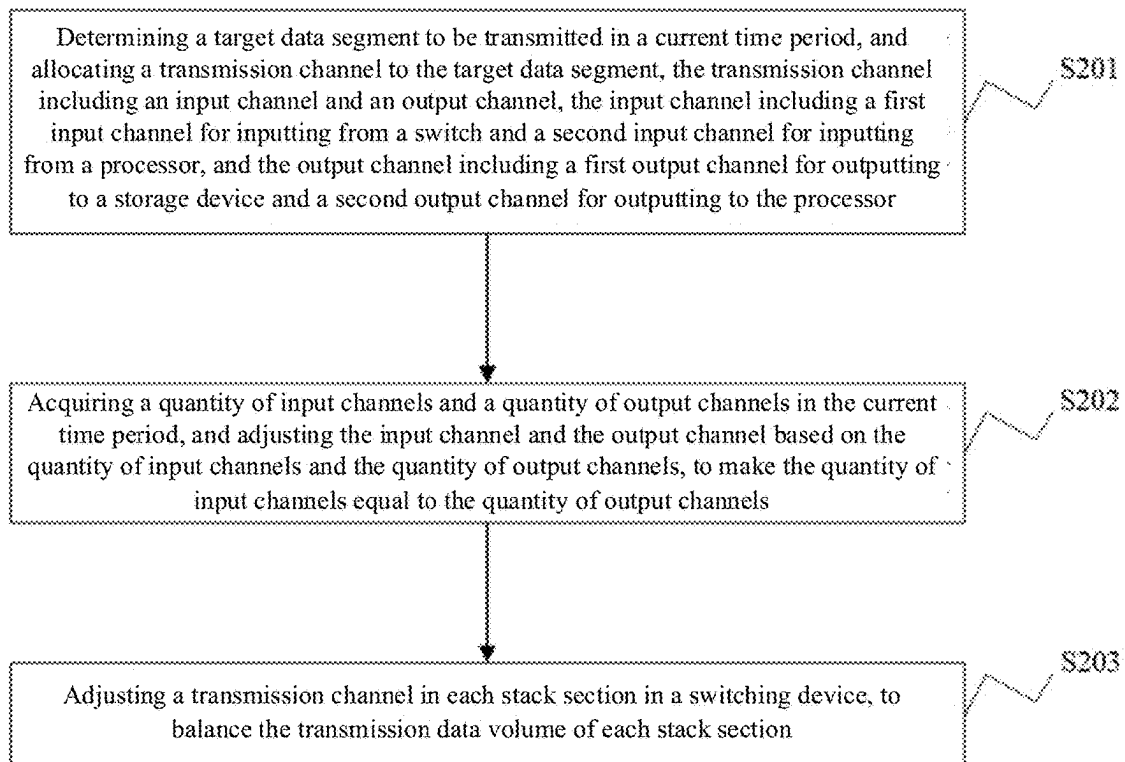 Determining a target data segment to be transmitted in a current time period, and
allocating a transmission channel to the target data segment, the transmission channel
including an input channel and an output channel, the input channel including a first
input channel for inputting from a switch and a second input channel for inputting
from a processor, and the output channel including a first output channel for outputting
to a storage device and a second output channel for outputting to the processor
S201
Acquiring a quantity of input channels and a quantity of output channels in the current
time period, and adjusting the input channel and the output channel based on the
quantity of input channels and the quantity of output channels, to make the quantity of
input channels equal to the quantity of output channels
S202
Adjusting a transmission channel in each stack section in a switching device, to
balance the transmission data volume of each stack section
S203